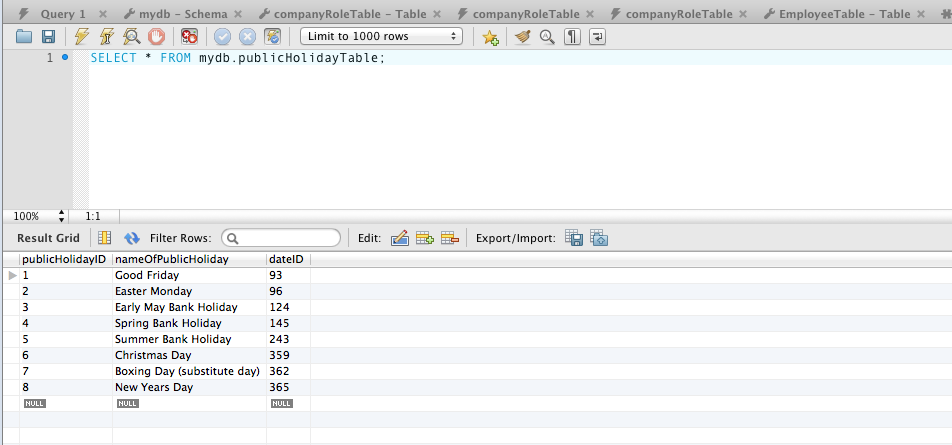 Query 1 mydb - Schema companyRoleTable - Table companyRoleTable companyRoleTable EmployeeTable - Table
Limit to 1000 rows
1 SELECT * FROM mydb.publicHolidayTable;
100% 1:1
Result Grid Filter Rows: Edit: Export/Import:
publicHolidayID nameOfPublicHoliday dateID
1 Good Friday 93
2 Easter Monday 96
3 Early May Bank Holiday 124
4 Spring Bank Holiday 145
5 Summer Bank Holiday 243
6 Christmas Day 359
7 Boxing Day (substitute day) 362
8 New Years Day 365
NULL NULL NULL